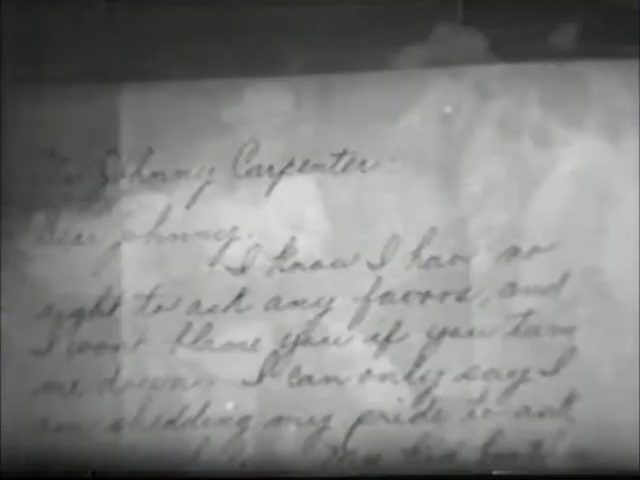 To Johnny Carpenter
Dear Johnny,
I know I have no
right to ask any favors, and
I won't blame you if you turn
me down. I can only say I
am shedding my pride to ask